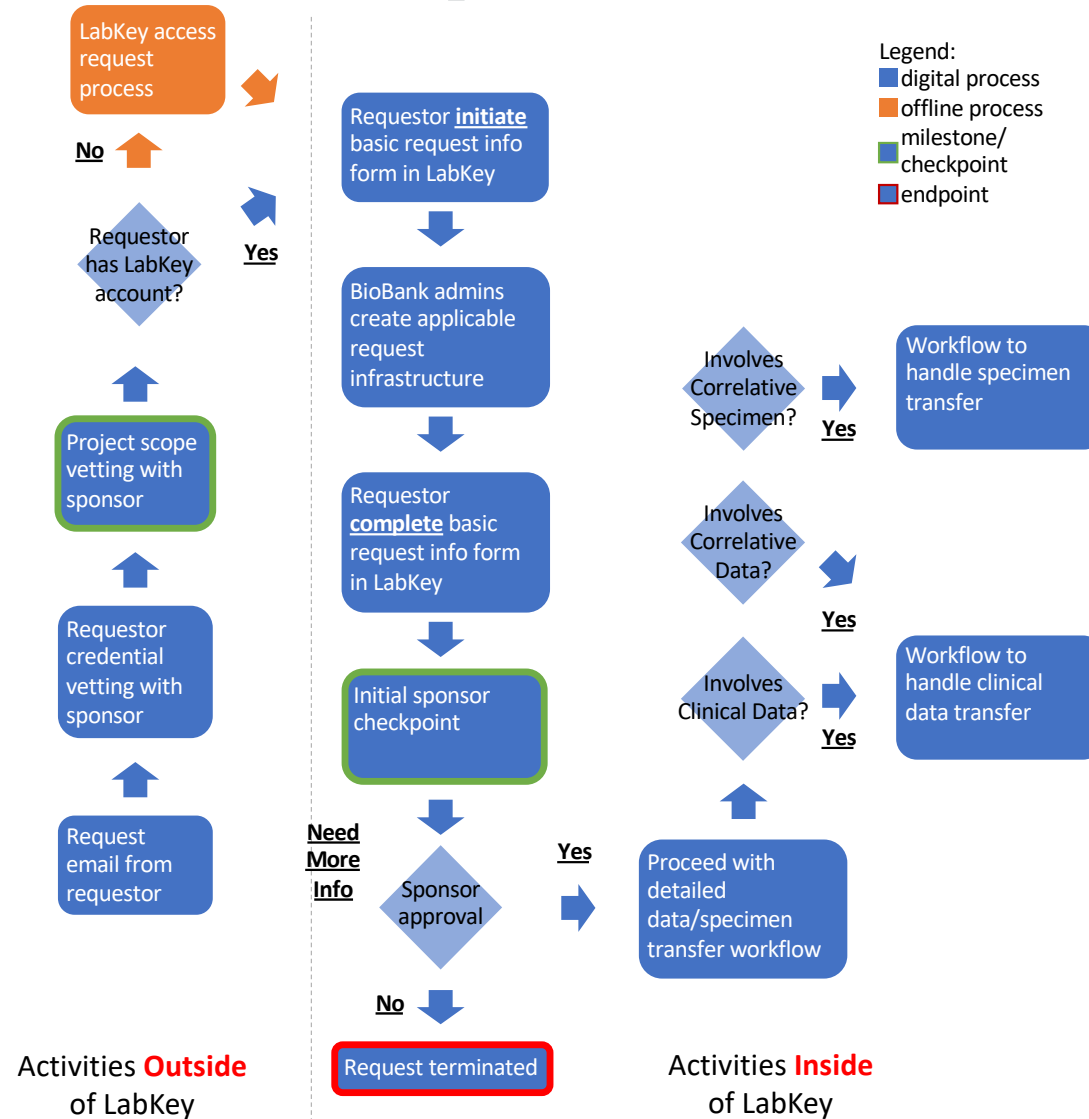 LabKey access
request
process
No
Requestor
has LabKey
account?
Yes
Project scope
vetting with
sponsor
Requestor
credential
vetting with
sponsor
Request
email from
requestor
Activities Outside
of LabKey
Requestor initiate
basic request info
form in LabKey
BioBank admins
create applicable
request
infrastructure
Requestor
complete basic
request info form
in LabKey
Initial sponsor
checkpoint
Need
More
Info
Sponsor
approval
Yes
No
Request terminated
Proceed with
detailed
data/specimen
transfer workflow
Involves
Clinical Data?
Yes
Workflow to
handle clinical
data transfer
Involves
Correlative
Data?
Yes
Involves
Correlative
Specimen?
Yes
Workflow to
handle specimen
transfer
Legend:
digital process
offline process
milestone/
checkpoint
endpoint
Activities Inside
of LabKey